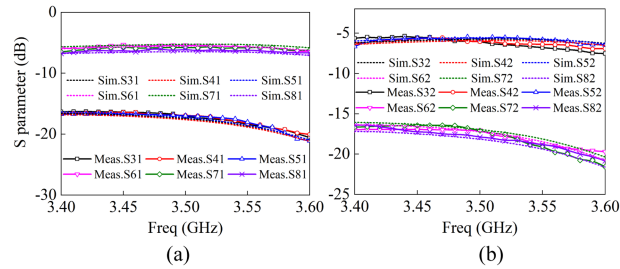 0
-10
-20
-30
S parameter (dB)
Sim.S31 Sim.S41 Sim.S51
Sim.S61 Sim.S71 Sim.S81
Meas.S31 Meas.S41 Meas.S51
Meas.S61 Meas.S71 Meas.S81
3.40 3.45 3.50 3.55 3.60
Freq (GHz)
(a)
-5
-10
-15
-20
-25
Sim.S32 Sim.S42 Sim.S52
Sim.S62 Sim.S72 Sim.S82
Meas.S32 Meas.S42 Meas.S52
Meas.S62 Meas.S72 Meas.S82
3.40 3.45 3.50 3.55 3.60
Freq (GHz)
(b)